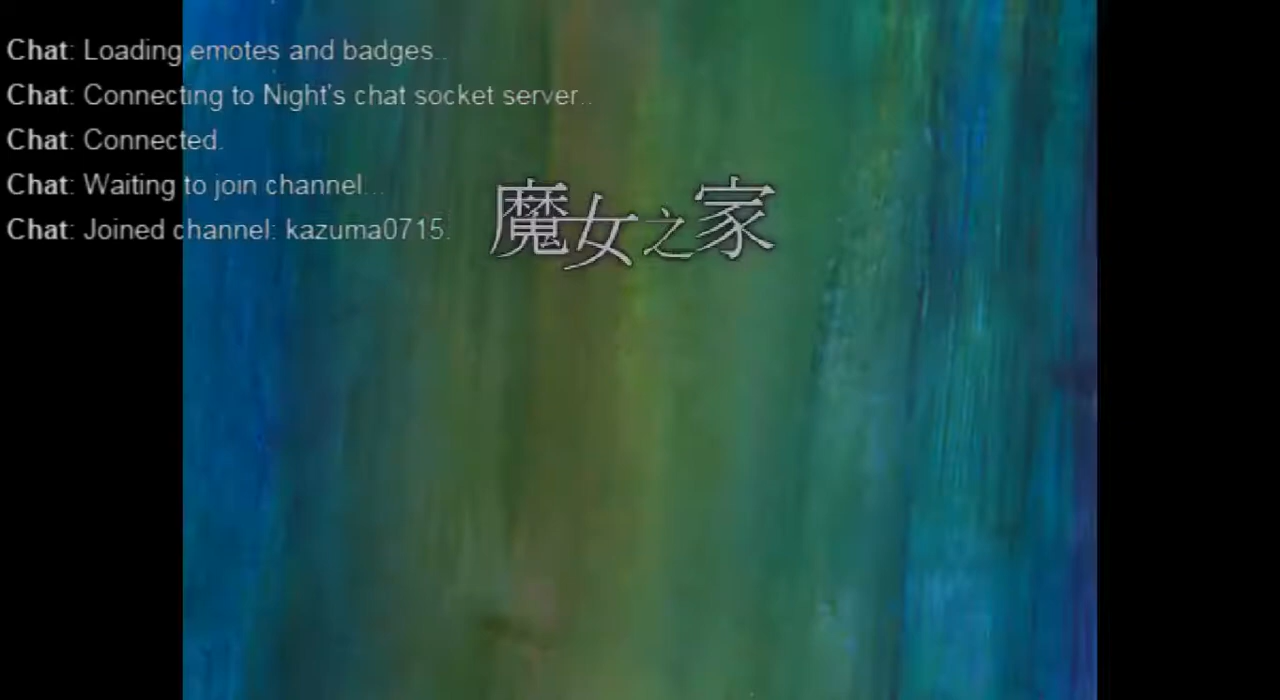 Chat: Loading emotes and badges..
Chat: Connecting to Night's chat socket server..
Chat: Connected.
Chat: Waiting to join channel...
Chat: Joined channel: kazuma0715.
魔女之家